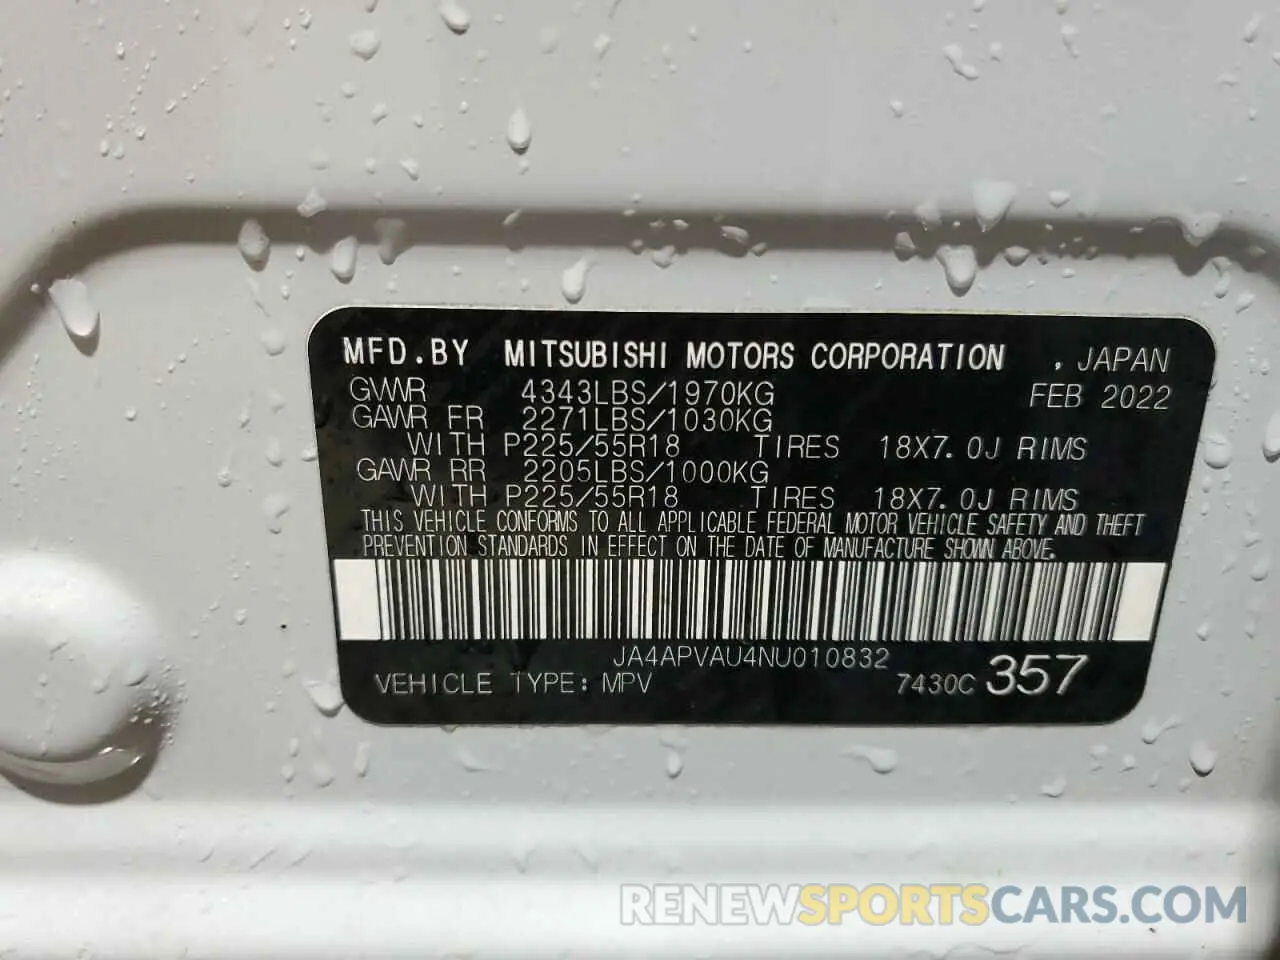 MFD.BY MITSUBISHI MOTORS CORPORATION , JAPAN
GVWR 4343LBS/1970KG FEB 2022
GAWR FR 2271LBS/1030KG
WITH P225/55R18 TIRES 18X7.0J RIMS
GAWR RR 2205LBS/1000KG
WITH P225/55R18 TIRES 18X7.0J RIMS
THIS VEHICLE CONFORMS TO ALL APPLICABLE FEDERAL MOTOR VEHICLE SAFETY AND THEFT
PREVENTION STANDARDS IN EFFECT ON THE DATE OF MANUFACTURE SHOWN ABOVE.
JA4APVAU4NU010832
VEHICLE TYPE: MPV 7430C 357
RENEWSPORTSCARS.COM